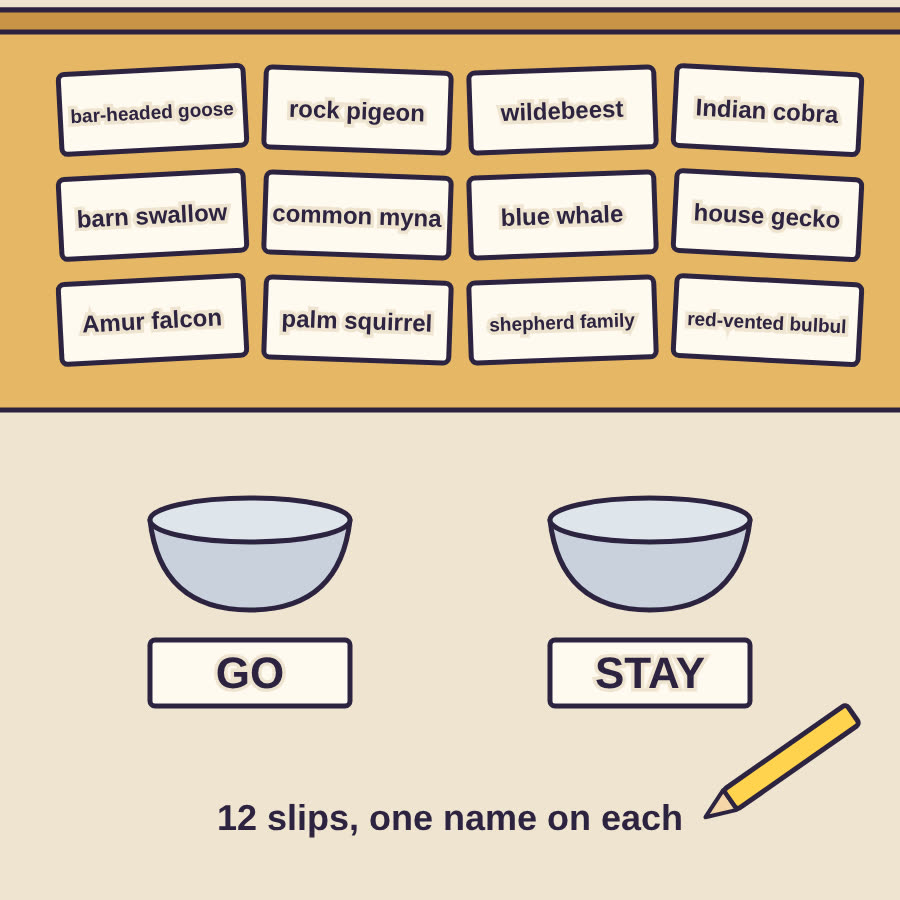 bar-headed goose
rock pigeon
wildebeest
Indian cobra
barn swallow
common myna
blue whale
house gecko
Amur falcon
palm squirrel
shepherd family
red-vented bulbul
GO
STAY
12 slips, one name on each